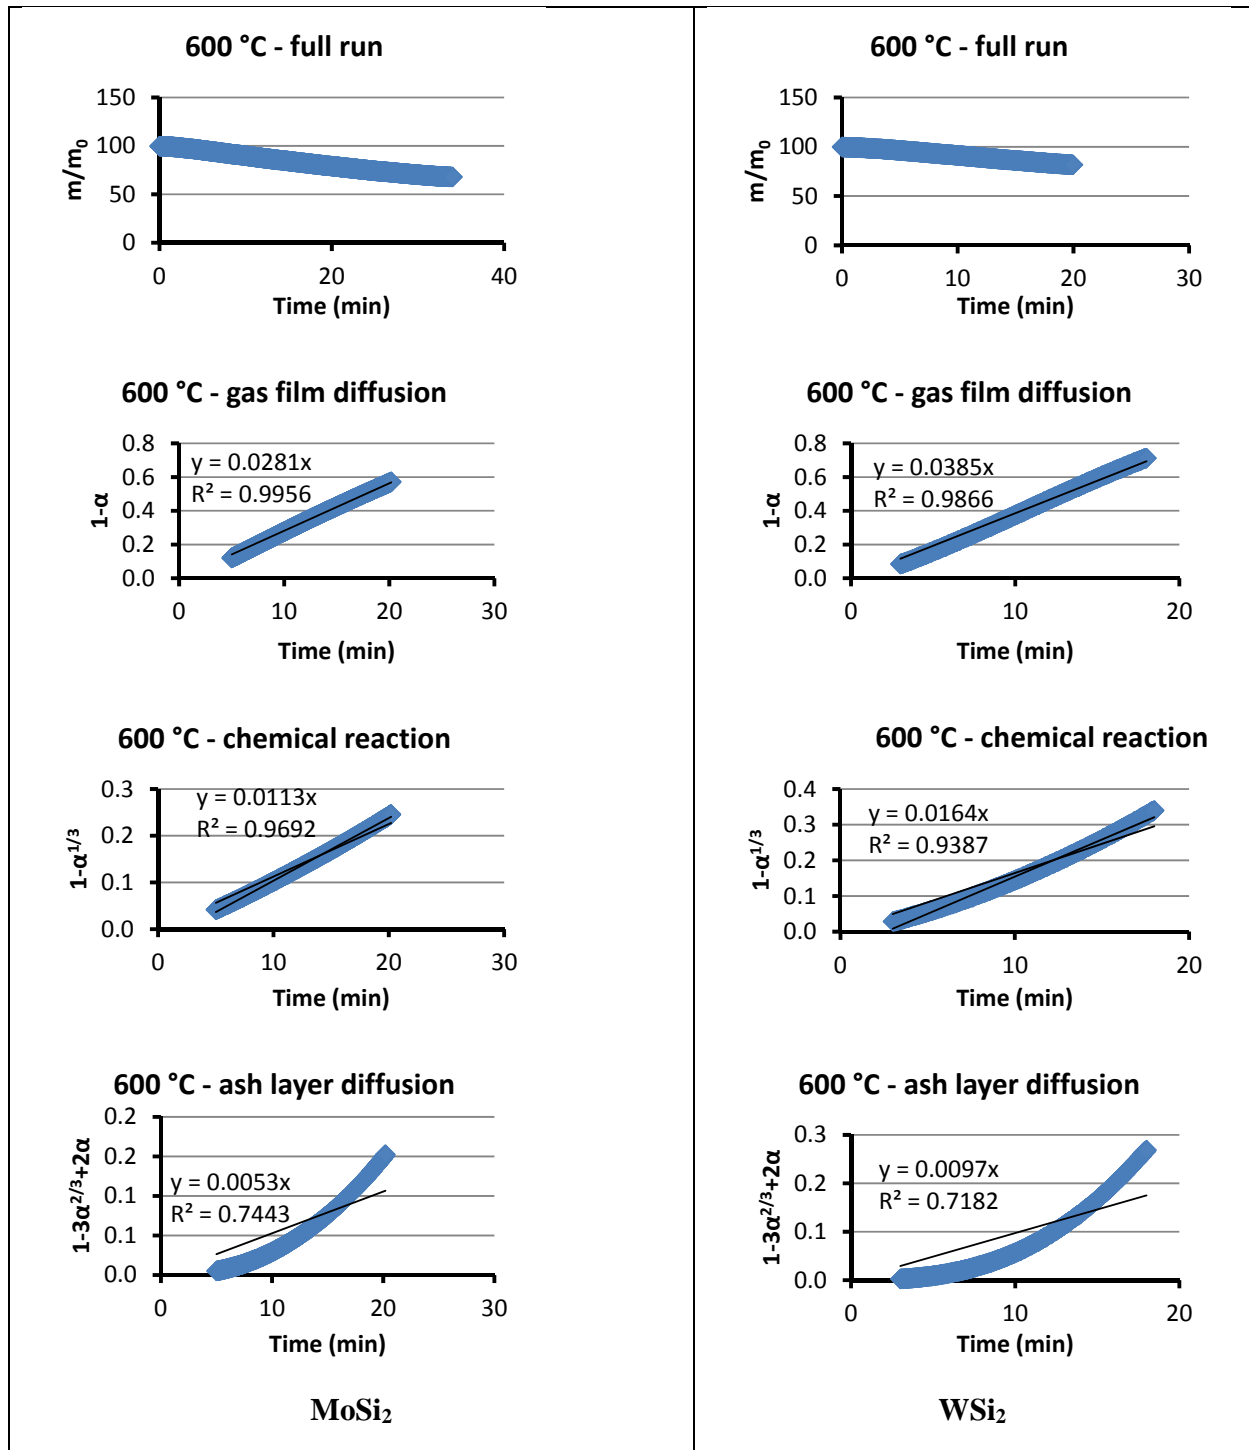 600 °C - full run
150
100
50
0
m/m0
0 20 40
Time (min)
600 °C - gas film diffusion
0.8
0.6
0.4
0.2
0.0
1-α
y = 0.0281x
R² = 0.9956
0 10 20 30
Time (min)
600 °C - chemical reaction
0.3
0.2
0.1
0.0
1-α1/3
y = 0.0113x
R² = 0.9692
0 10 20 30
Time (min)
600 °C - ash layer diffusion
0.2
0.2
0.1
0.1
0.0
1-3α2/3+2α
y = 0.0053x
R² = 0.7443
0 10 20 30
Time (min)
MoSi2
600 °C - full run
150
100
50
0
m/m0
0 10 20 30
Time (min)
600 °C - gas film diffusion
0.8
0.6
0.4
0.2
0.0
1-α
y = 0.0385x
R² = 0.9866
0 10 20
Time (min)
600 °C - chemical reaction
0.4
0.3
0.2
0.1
0.0
1-α1/3
y = 0.0164x
R² = 0.9387
0 10 20
Time (min)
600 °C - ash layer diffusion
0.3
0.2
0.1
0.0
1-3α2/3+2α
y = 0.0097x
R² = 0.7182
0 10 20
Time (min)
WSi2